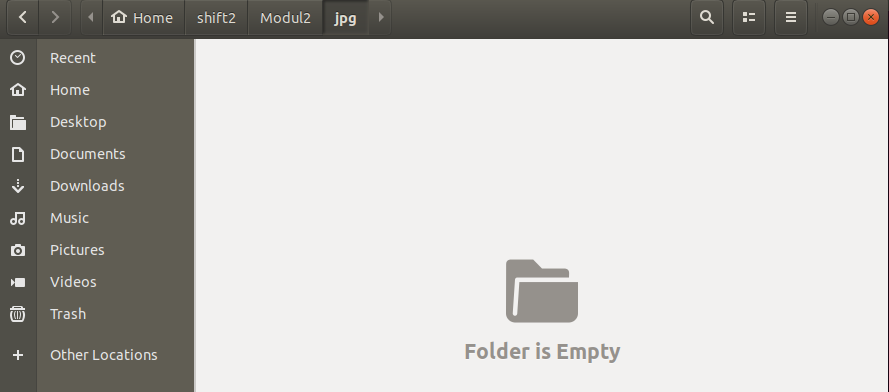 Home shift2 Modul2 jpg
Recent
Home
Desktop
Documents
Downloads
Music
Pictures
Videos
Trash
Other Locations
Folder is Empty